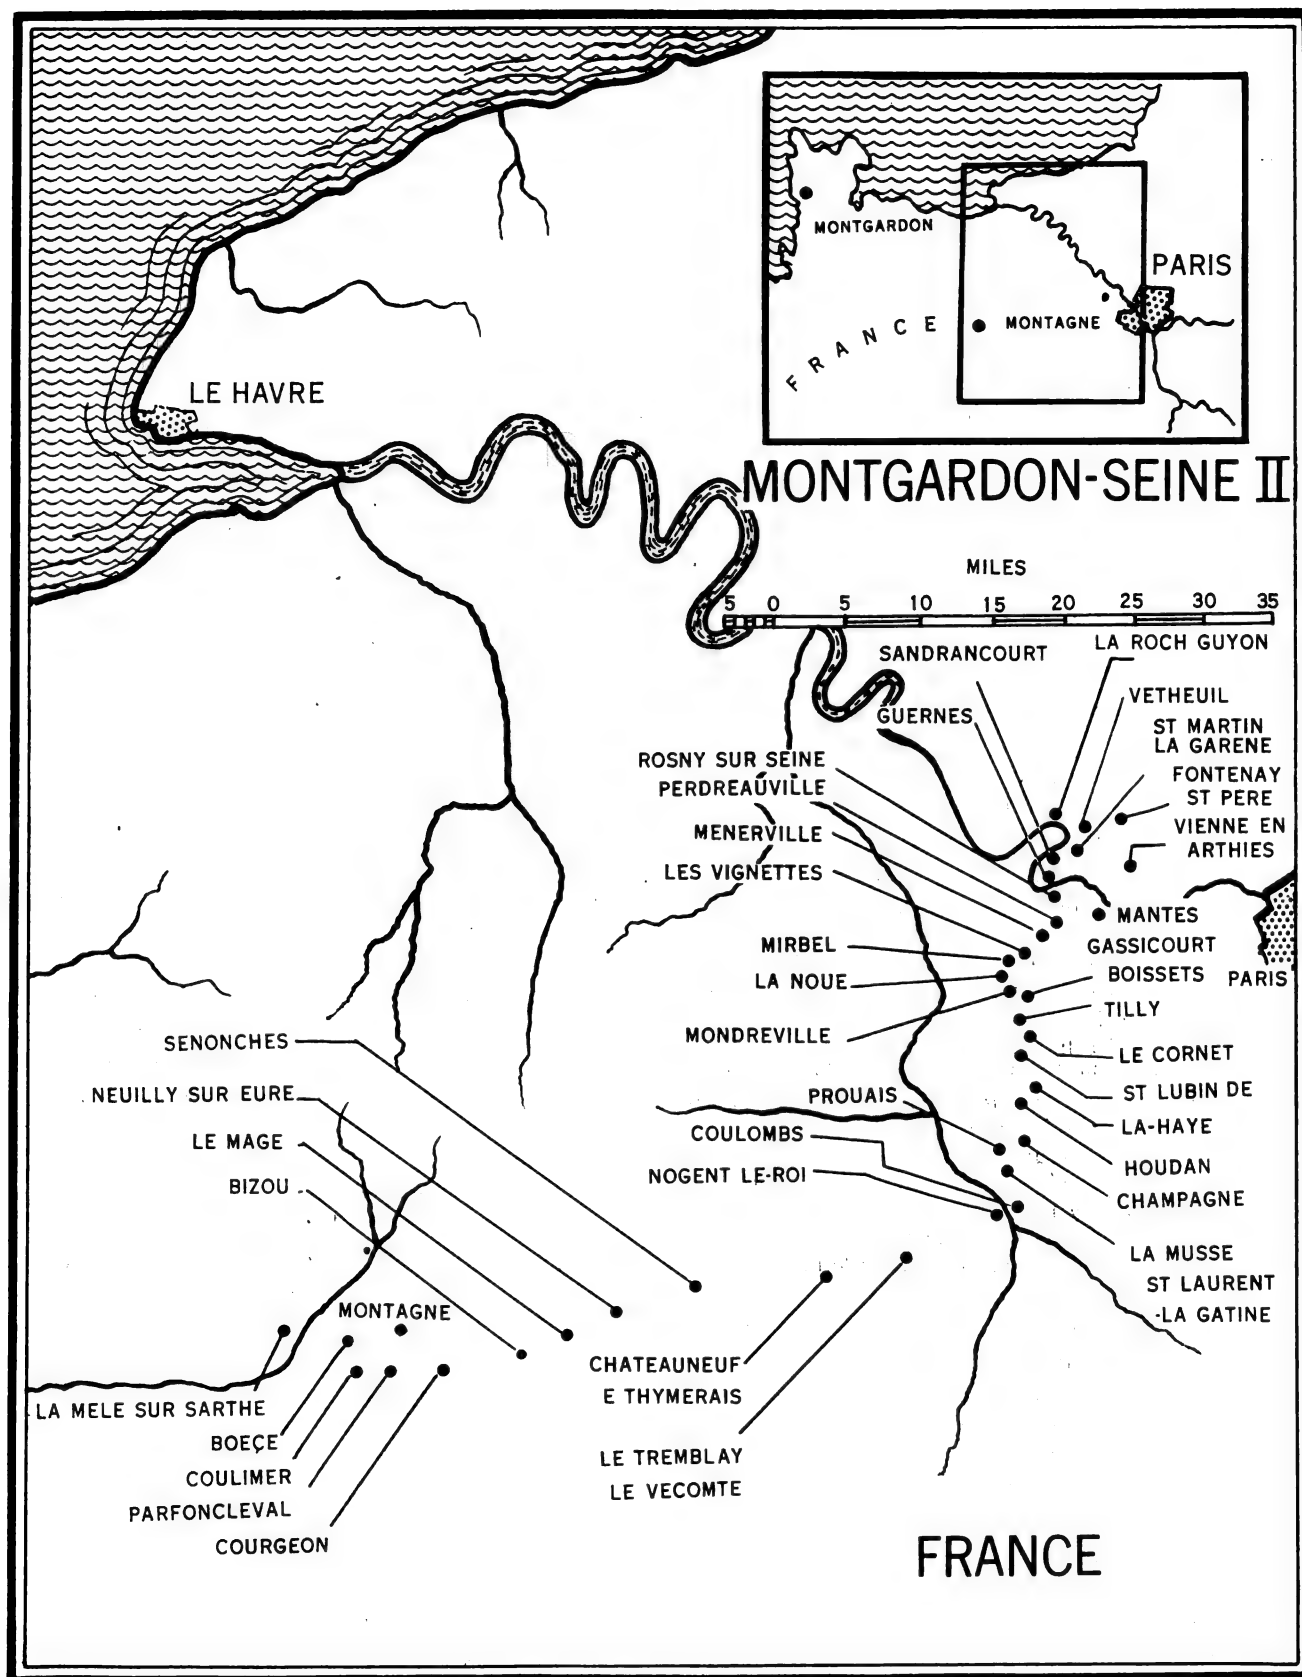 MONTGARDON
PARIS
FRANCE
MONTAGNE
LE HAVRE
MONTGARDON-SEINE II
MILES
5 0 5 10 15 20 25 30 35
SANDRANCOURT
LA ROCH GUYON
GUERNES
VETHEUIL
ST MARTIN
LA GARENE
ROSNY SUR SEINE
PERDREAUVILLE
FONTENAY
ST PERE
MENERVILLE
VIENNE EN
ARTHIES
LES VIGNETTES
MANTES
GASSICOURT
MIRBEL
LA NOUE
BOISSETS
PARIS
TILLY
MONDREVILLE
SENONCHES
LE CORNET
NEUILLY SUR EURE
PROUAIS
ST LUBIN DE
LA-HAYE
LE MAGE
COULOMBS
HOUDAN
BIZOU
NOGENT LE-ROI
CHAMPAGNE
LA MUSSE
ST LAURENT
-LA GATINE
MONTAGNE
CHATEAUNEUF
E THYMERAIS
LA MELE SUR SARTHE
BOEÇE
LE TREMBLAY
LE VECOMTE
COULIMER
PARFONCLEVAL
COURGEON
FRANCE